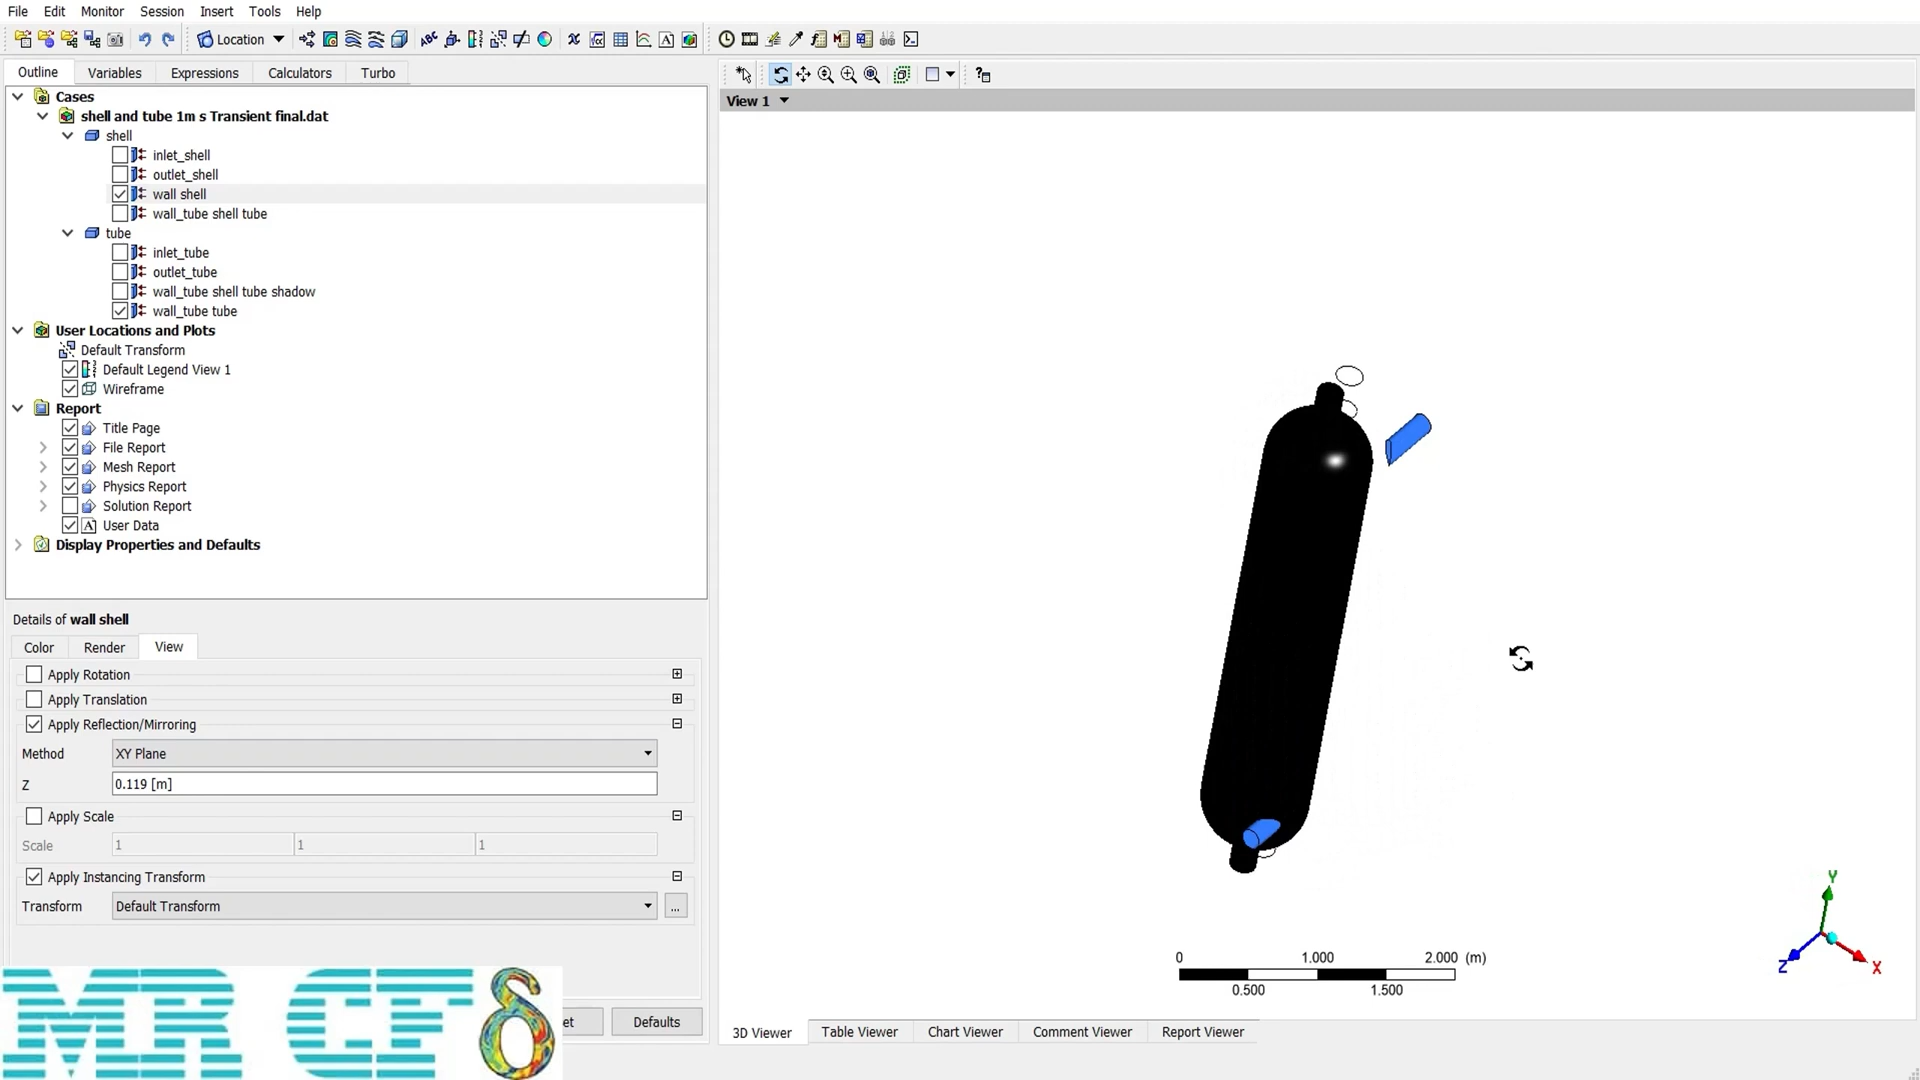 File Edit Monitor Session Insert Tools Help
Location
Outline Variables Expressions Calculators Turbo
Cases
shell and tube 1m s Transient final.dat
shell
inlet_shell
outlet_shell
wall shell
wall_tube shell tube
tube
inlet_tube
outlet_tube
wall_tube shell tube shadow
wall_tube tube
User Locations and Plots
Default Transform
Default Legend View 1
Wireframe
Report
Title Page
File Report
Mesh Report
Physics Report
Solution Report
User Data
Display Properties and Defaults
Details of wall shell
Color Render View
Apply Rotation
Apply Translation
Apply Reflection/Mirroring
Method XY Plane
Z 0.119 [m]
Apply Scale
Scale 1 1 1
Apply Instancing Transform
Transform Default Transform ...
et Defaults
MR CF
View 1
0 1.000 2.000 (m)
0.500 1.500
Y
Z X
3D Viewer Table Viewer Chart Viewer Comment Viewer Report Viewer